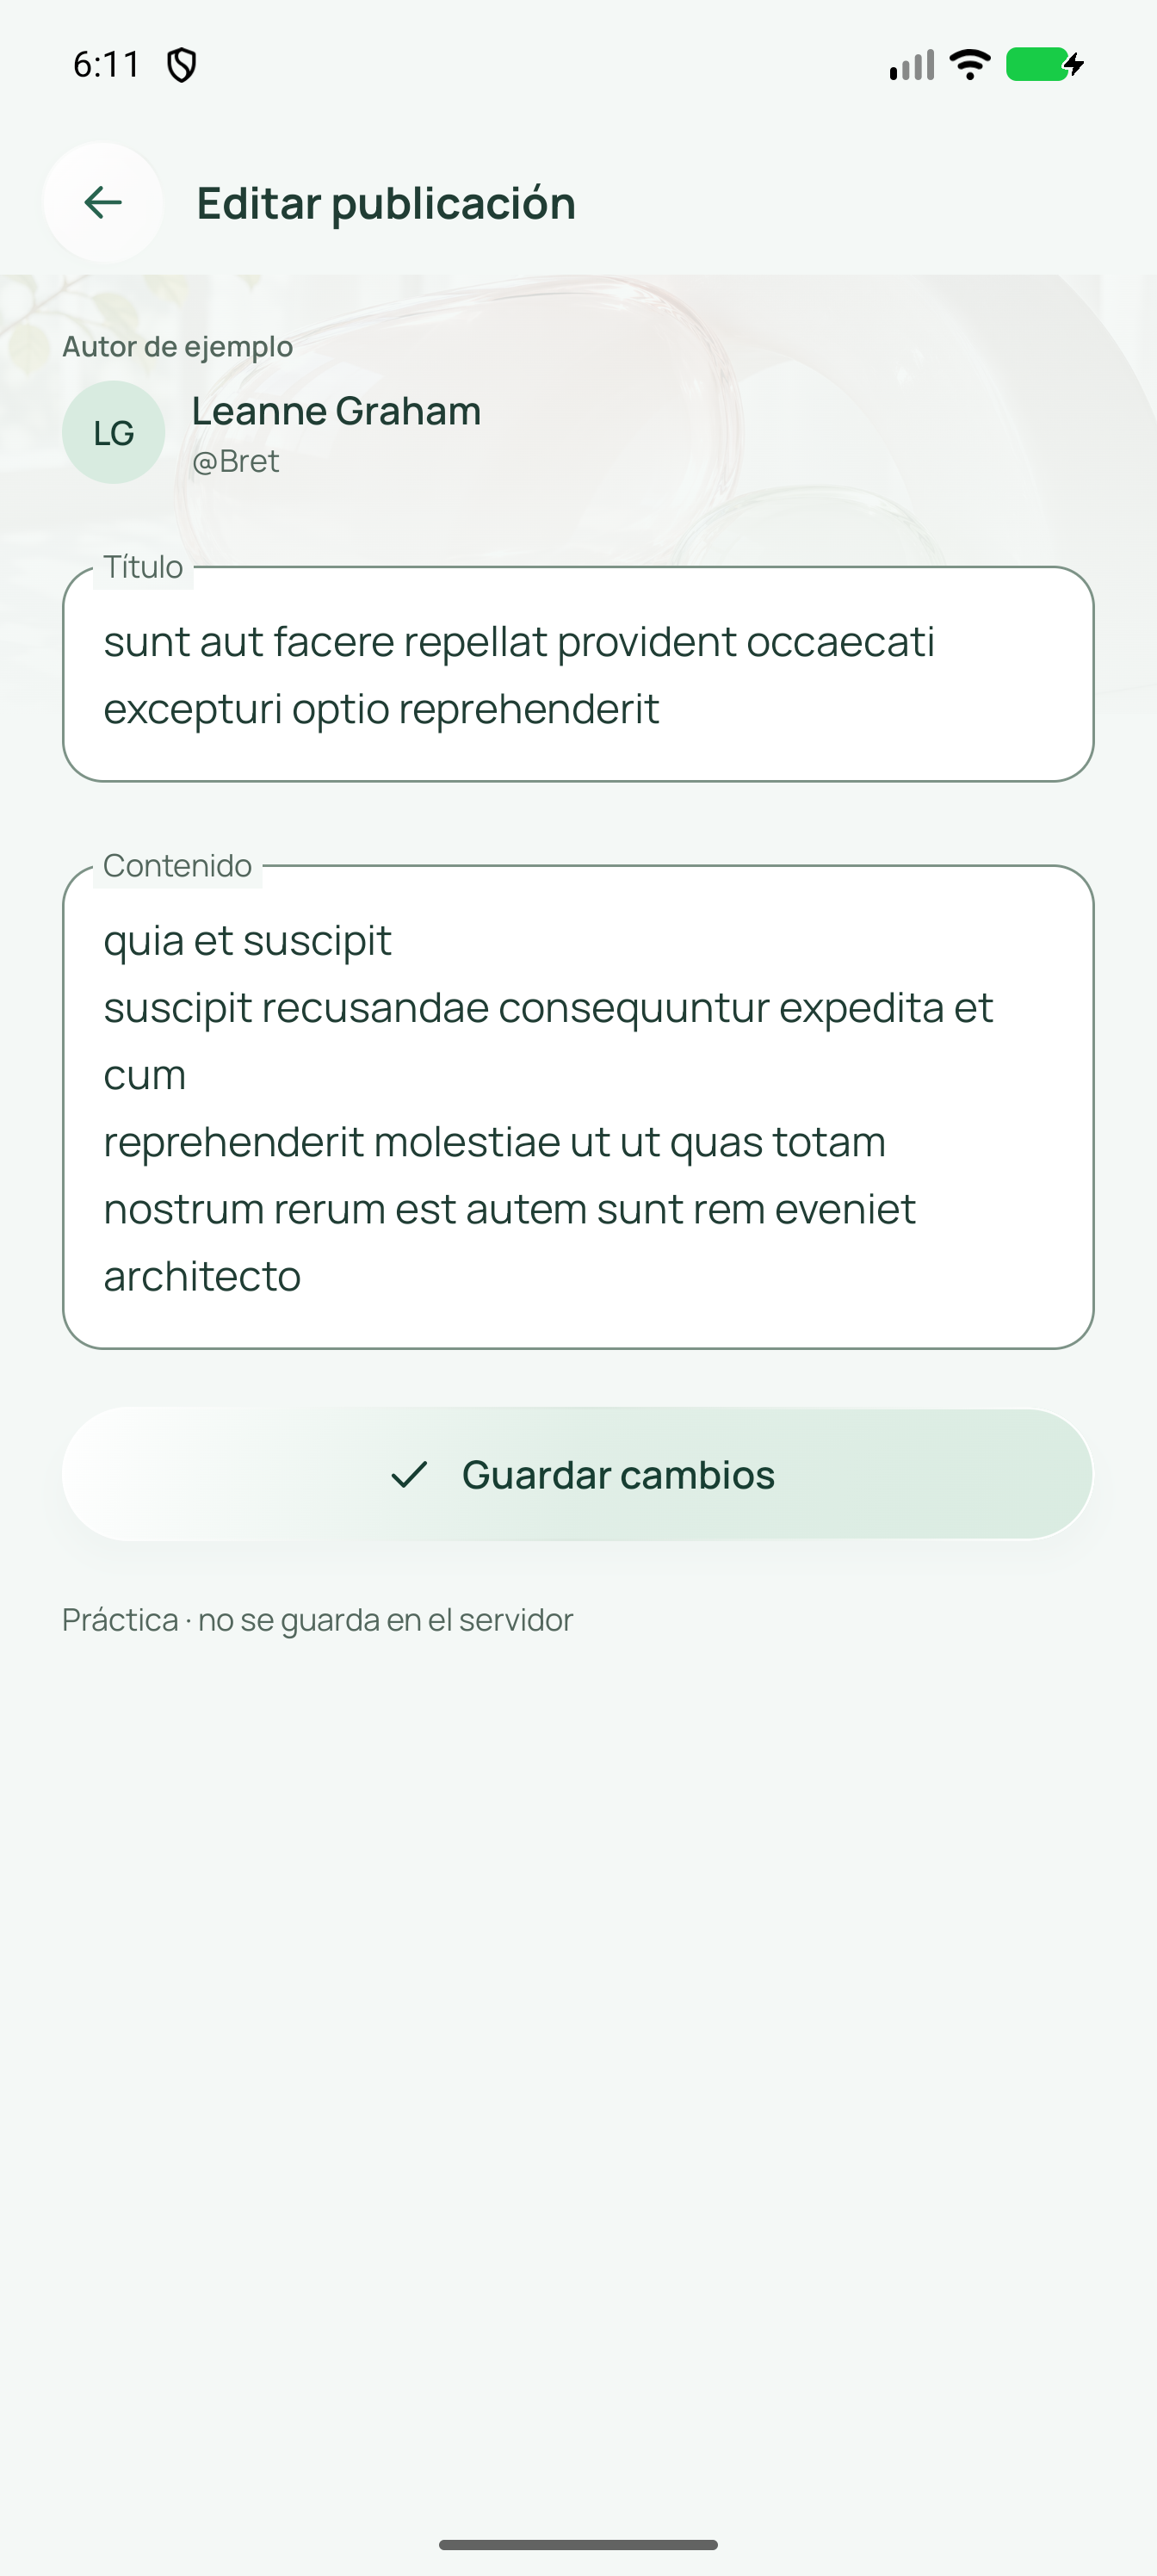 6:11
Editar publicación
Autor de ejemplo
LG
Leanne Graham
@Bret
Título
sunt aut facere repellat provident occaecati
excepturi optio reprehenderit
Contenido
quia et suscipit
suscipit recusandae consequuntur expedita et
cum
reprehenderit molestiae ut ut quas totam
nostrum rerum est autem sunt rem eveniet
architecto
Guardar cambios
Práctica · no se guarda en el servidor